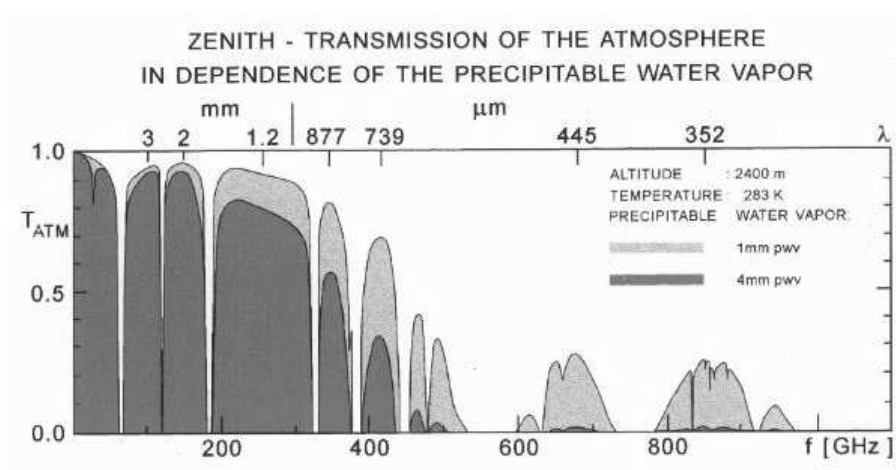 ZENITH - TRANSMISSION OF THE ATMOSPHERE
IN DEPENDENCE OF THE PRECIPITABLE WATER VAPOR
mm µm
3 2 1.2 877 739 445 352 λ
1.0
ALTITUDE : 2400 m
TEMPERATURE : 283 K
PRECIPITABLE WATER VAPOR:
T ATM
1mm pwv
4mm pwv
0.5
0.0
200 400 600 800 f [GHz]